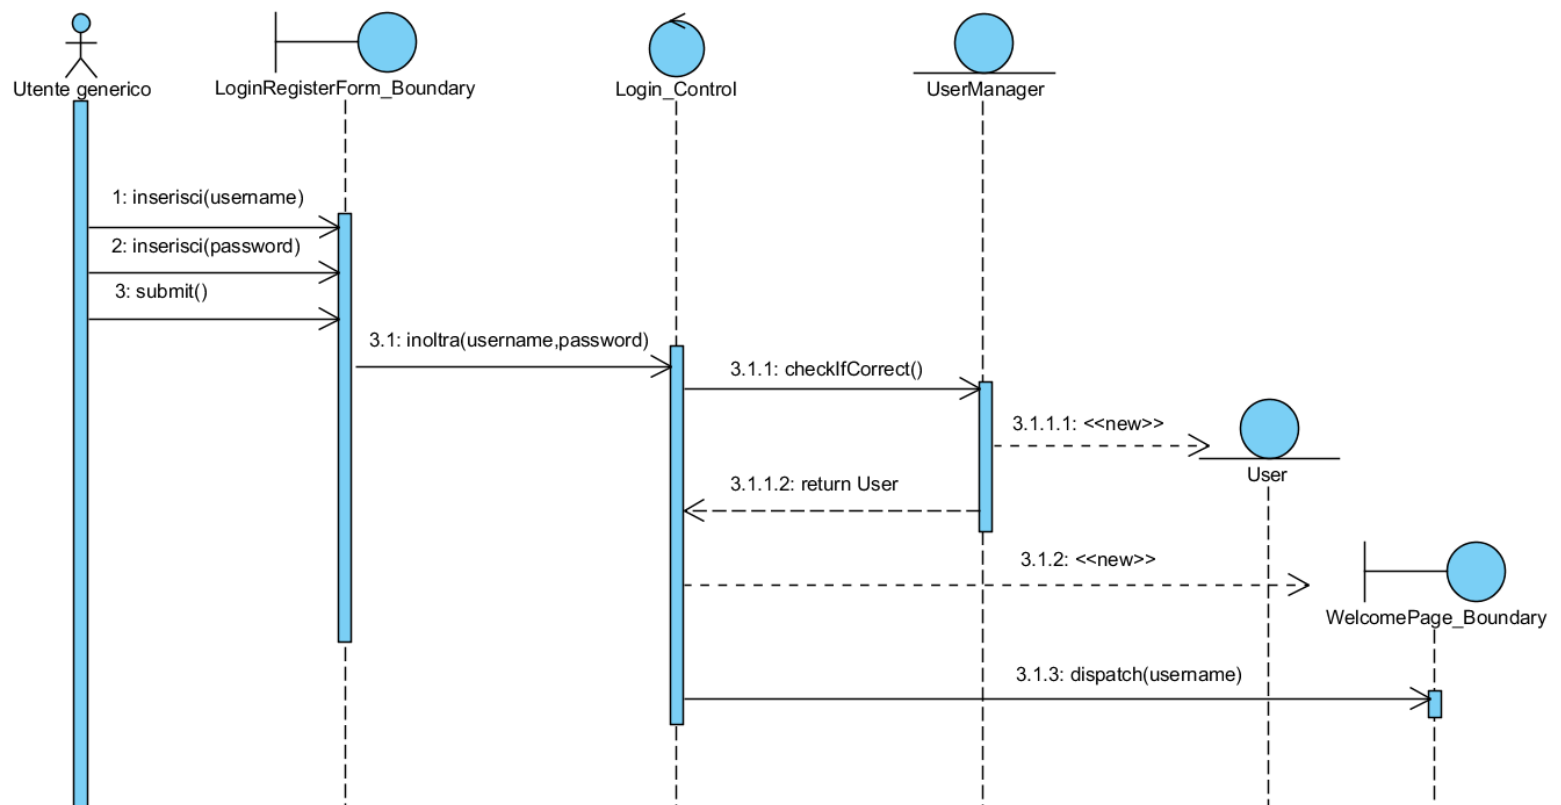 Utente generico
LoginRegisterForm_Boundary
Login_Control
UserManager
1: inserisci(username)
2: inserisci(password)
3: submit()
3.1: inoltra(username,password)
3.1.1: checkIfCorrect()
3.1.1.1: <<new>>
User
3.1.1.2: return User
3.1.2: <<new>>
WelcomePage_Boundary
3.1.3: dispatch(username)